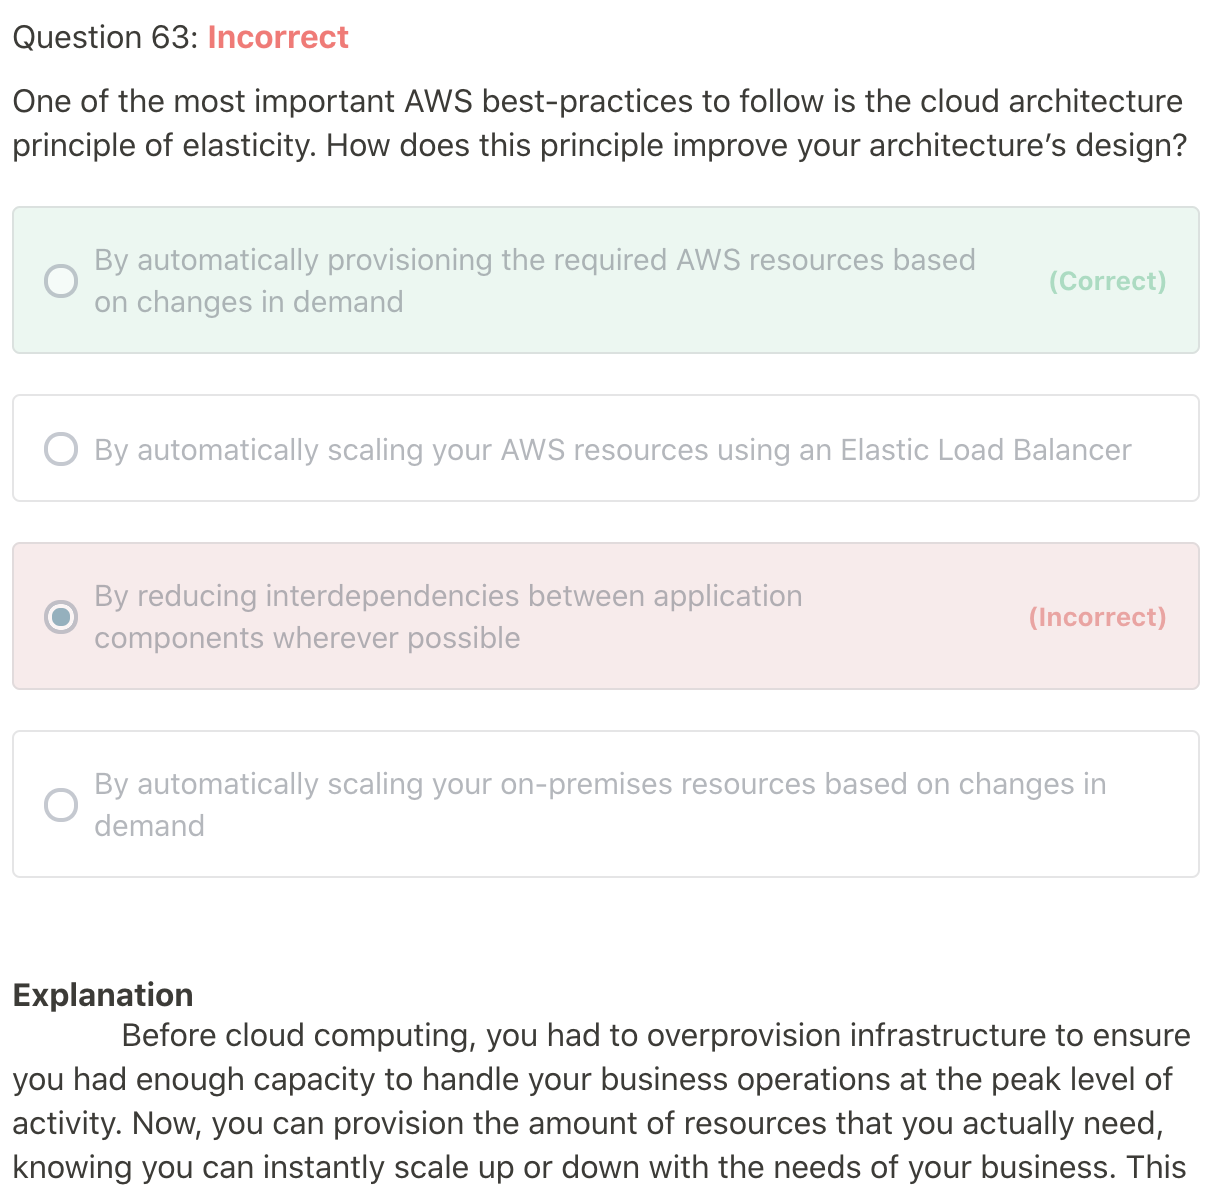 Question 63: Incorrect
One of the most important AWS best-practices to follow is the cloud architecture
principle of elasticity. How does this principle improve your architecture’s design?
By automatically provisioning the required AWS resources based
on changes in demand
(Correct)
By automatically scaling your AWS resources using an Elastic Load Balancer
By reducing interdependencies between application
components wherever possible
(Incorrect)
By automatically scaling your on-premises resources based on changes in
demand
Explanation
Before cloud computing, you had to overprovision infrastructure to ensure
you had enough capacity to handle your business operations at the peak level of
activity. Now, you can provision the amount of resources that you actually need,
knowing you can instantly scale up or down with the needs of your business. This